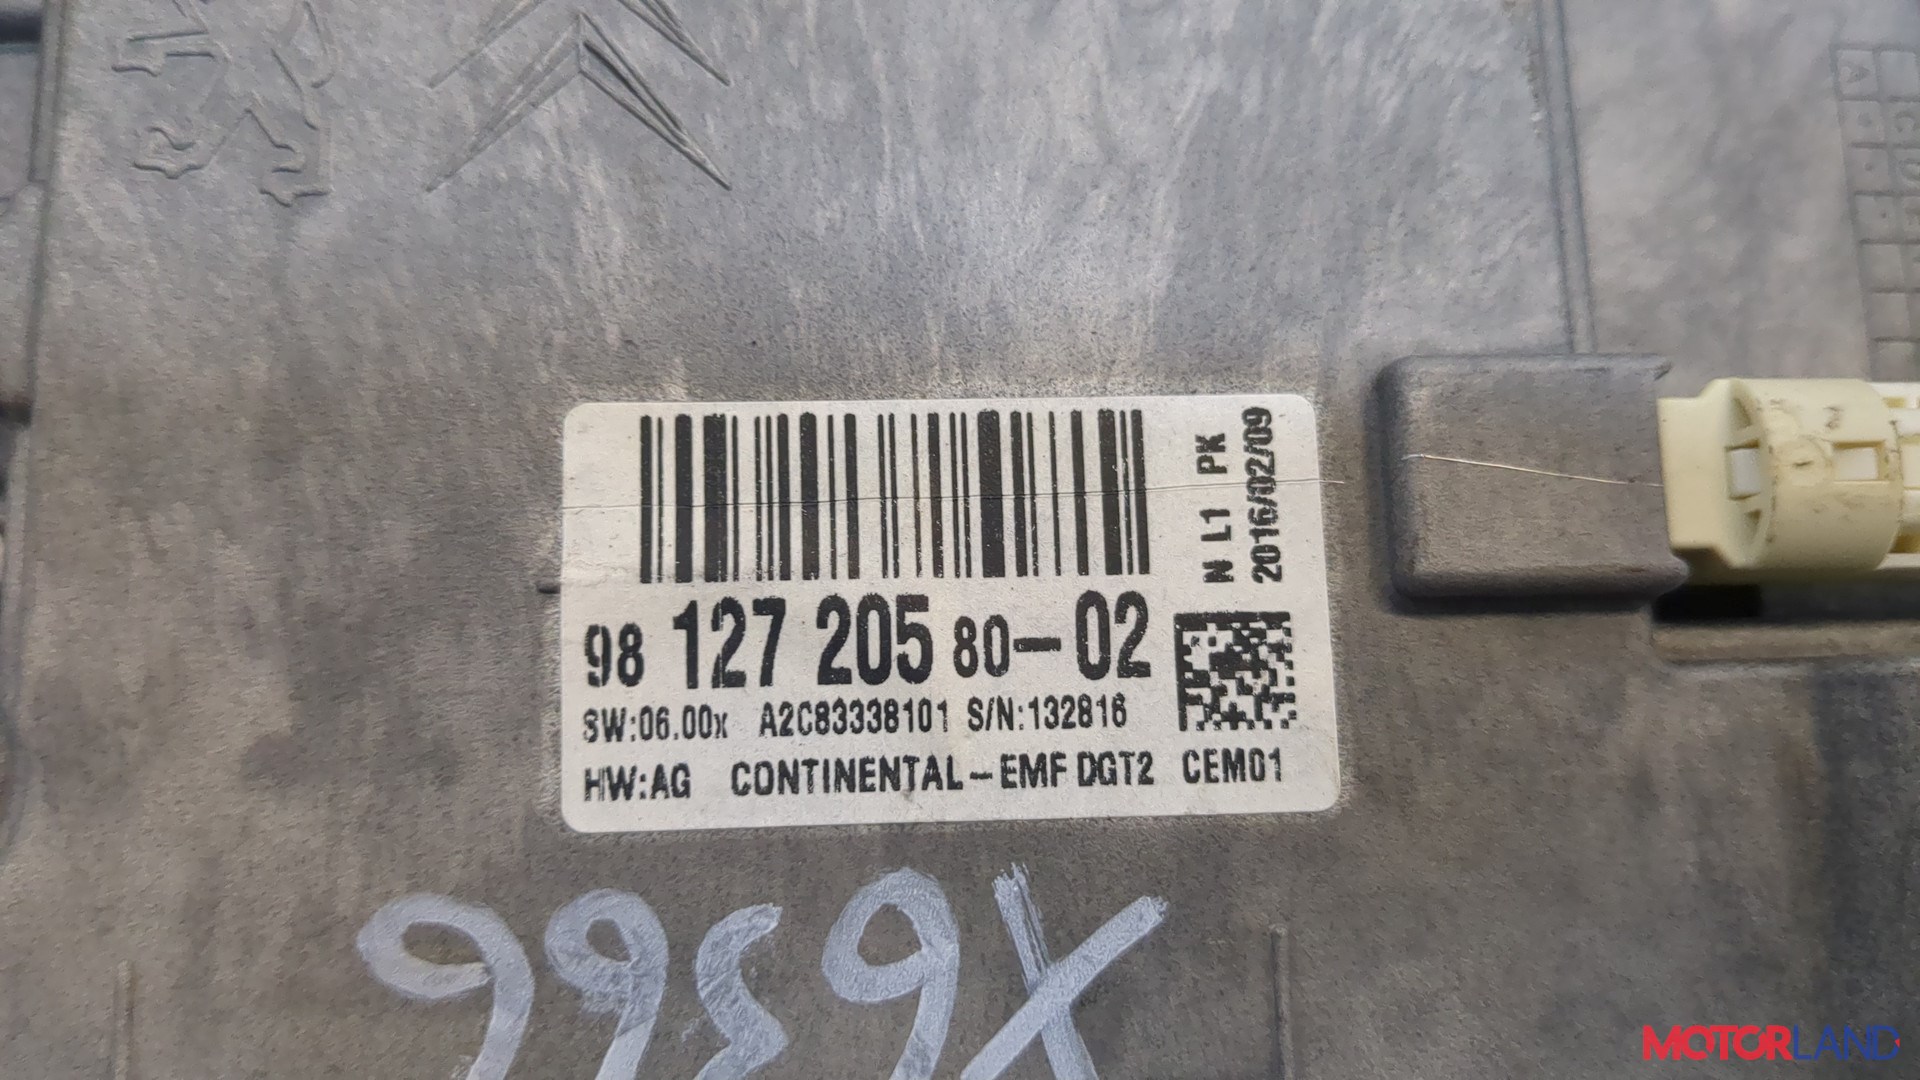 N L1 PK
2016/02/09
98 127 205 80-02
SW:06.00x A2C83338101 S/N:132816
HW:AG CONTINENTAL-EMF DGT2 CEM01
MOTORLAND